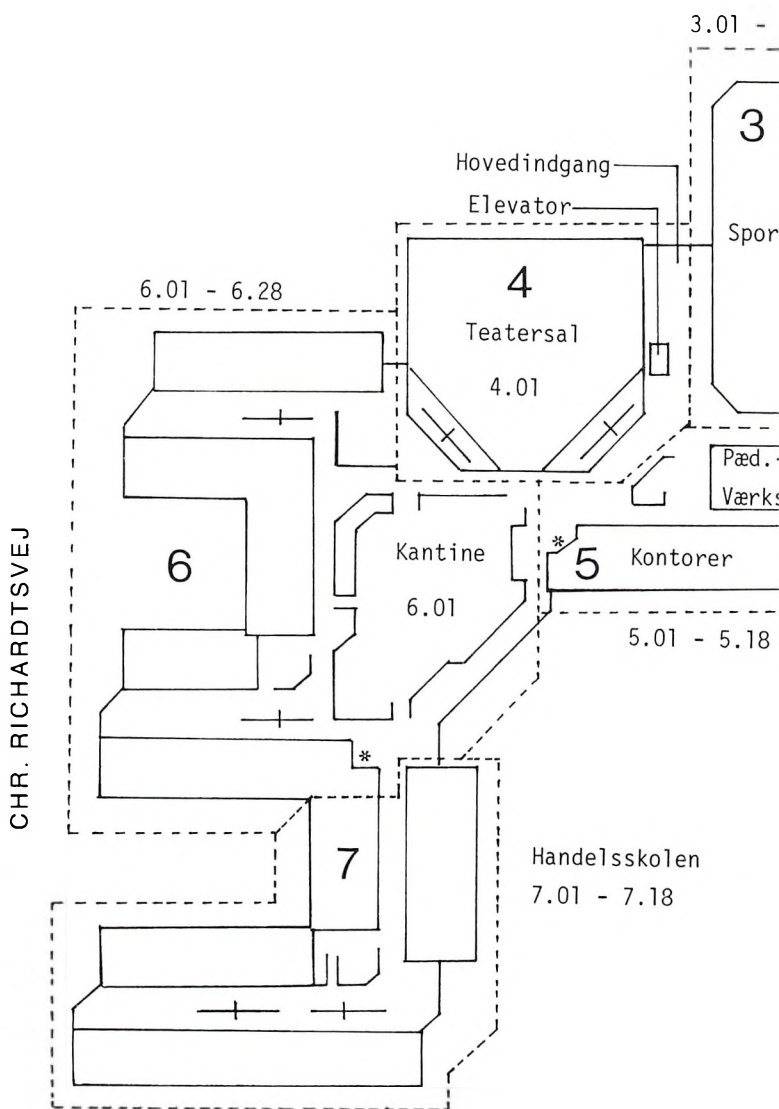 3.01 -
3
Hovedindgang
Elevator
Spor
6.01 - 6.28
4
Teatersal
4.01
Pæd.-
Værks
CHR. RICHARDTSVEJ
6
Kantine
6.01
*
5 Kontorer
5.01 - 5.18
*
7
Handelsskolen
7.01 - 7.18